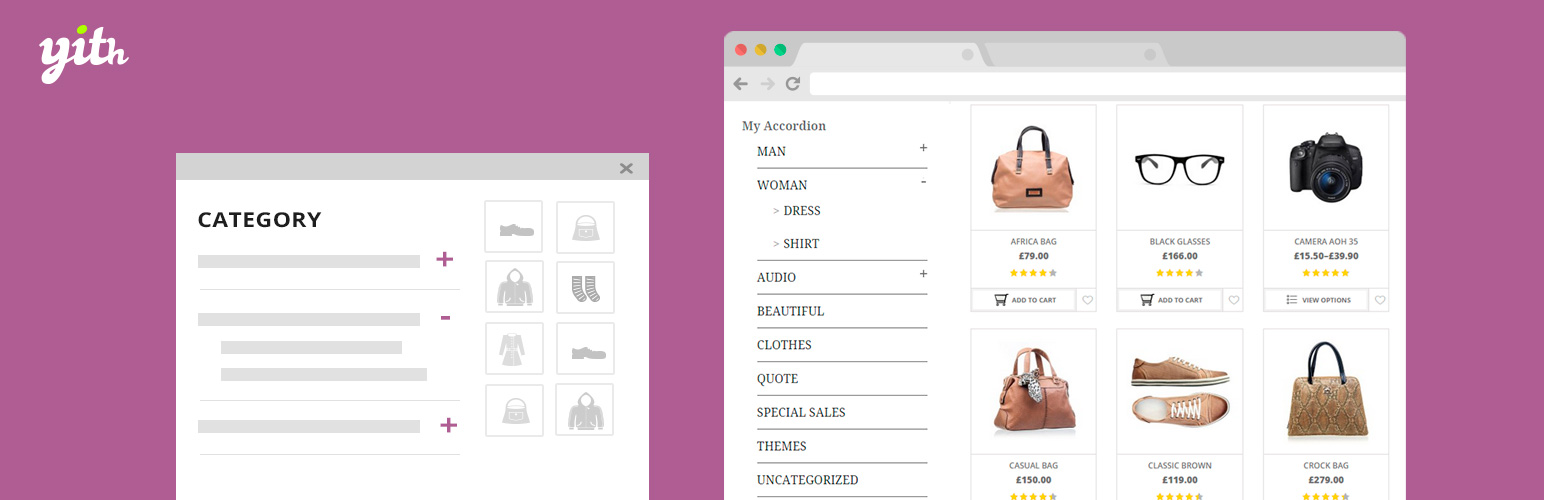 yith
CATEGORY
My Accordion
MAN +
WOMAN -
> DRESS
> SHIRT
AUDIO +
BEAUTIFUL
CLOTHES
QUOTE
SPECIAL SALES
THEMES
UNCATEGORIZED
AFRICA BAG
£79.00
ADD TO CART
BLACK GLASSES
£166.00
ADD TO CART
CAMERA AOH 35
£15.50–£39.90
VIEW OPTIONS
CASUAL BAG
£150.00
CLASSIC BROWN
£119.00
CROCK BAG
£279.00